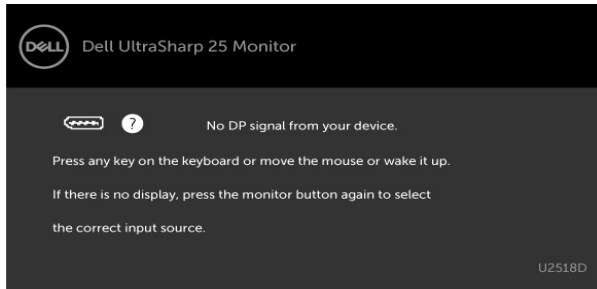 DELL Dell UltraSharp 25 Monitor
? No DP signal from your device.
Press any key on the keyboard or move the mouse or wake it up.
If there is no display, press the monitor button again to select
the correct input source.
U2518D